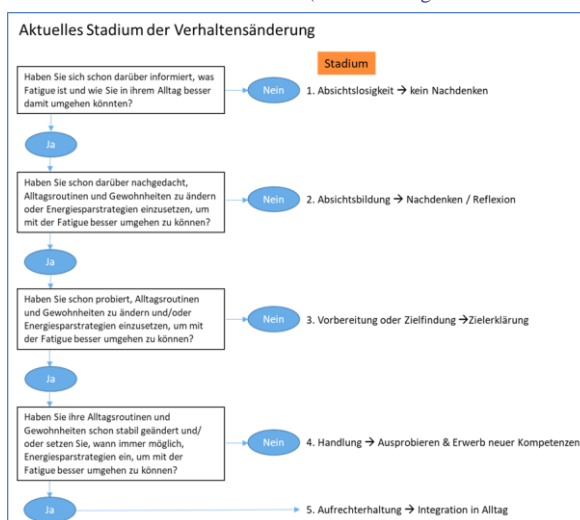 Aktuelles Stadium der Verhaltensänderung
Stadium
Haben Sie sich schon darüber informiert, was
Fatigue ist und wie Sie in ihrem Alltag besser
damit umgehen könnten?
Nein
1. Absichtslosigkeit → kein Nachdenken
Ja
Haben Sie schon darüber nachgedacht,
Alltagsroutinen und Gewohnheiten zu ändern
oder Energiesparstrategien einzusetzen, um
mit der Fatigue besser umgehen zu können?
Nein
2. Absichtsbildung → Nachdenken / Reflexion
Ja
Haben Sie schon probiert, Alltagsroutinen
und Gewohnheiten zu ändern und/oder
Energiesparstrategien einzusetzen, um mit
der Fatigue besser umgehen zu können?
Nein
3. Vorbereitung oder Zielfindung →Zielerklärung
Ja
Haben Sie ihre Alltagsroutinen und
Gewohnheiten schon stabil geändert und/
oder setzen Sie, wann immer möglich,
Energiesparstrategien ein, um mit der
Fatigue besser umgehen zu können?
Nein
4. Handlung → Ausprobieren & Erwerb neuer Kompetenzen
Ja
5. Aufrechterhaltung → Integration in Alltag